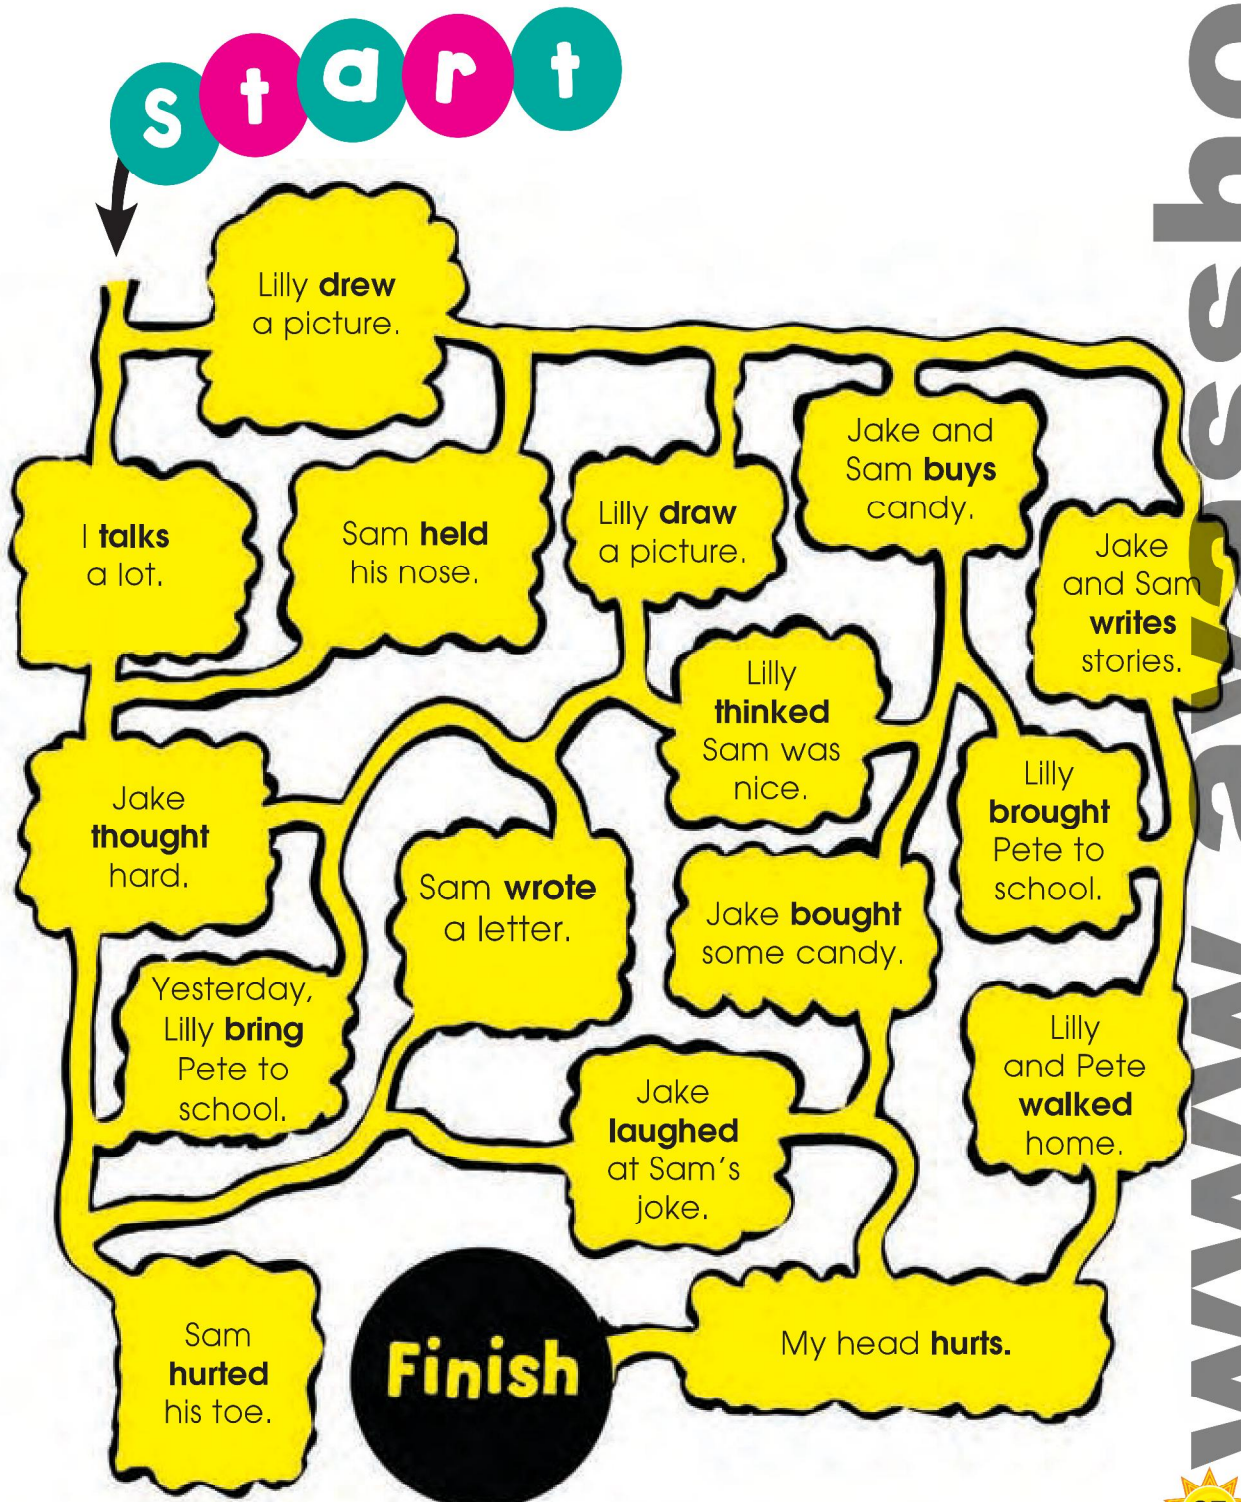 Start
Lilly drew
a picture.
I talks
a lot.
Sam held
his nose.
Lilly draw
a picture.
Jake and
Sam buys
candy.
Jake
and Sam
writes
stories.
Lilly
thinked
Sam was
nice.
Jake
thought
hard.
Lilly
brought
Pete to
school.
Sam wrote
a letter.
Jake bought
some candy.
Yesterday,
Lilly bring
Pete to
school.
Jake
laughed
at Sam's
joke.
Lilly
and Pete
walked
home.
Sam
hurted
his toe.
Finish
My head hurts.